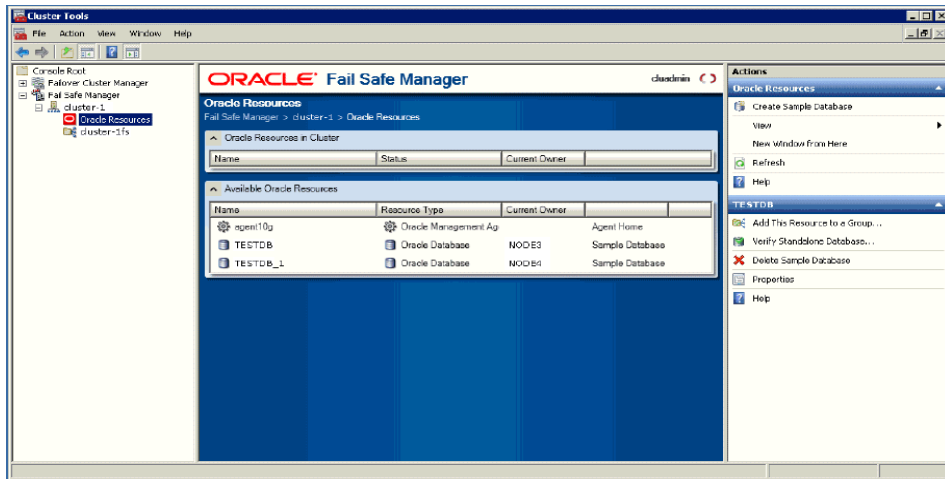 Cluster Tools
File Action View Window Help
Console Root
Failover Cluster Manager
Fail Safe Manager
cluster-1
Oracle Resources
cluster-1fs
ORACLE Fail Safe Manager
cluadmin
Oracle Resources
Fail Safe Manager > cluster-1 > Oracle Resources
Oracle Resources in Cluster
Name Status Current Owner
Available Oracle Resources
Name Resource Type Current Owner
agent10g Oracle Management Ag Agent Home
TESTDB Oracle Database NODE3 Sample Database
TESTDB_1 Oracle Database NODE4 Sample Database
Actions
Oracle Resources
Create Sample Database
View
New Window from Here
Refresh
Help
TESTDB
Add This Resource to a Group...
Verify Standalone Database...
Delete Sample Database
Properties
Help